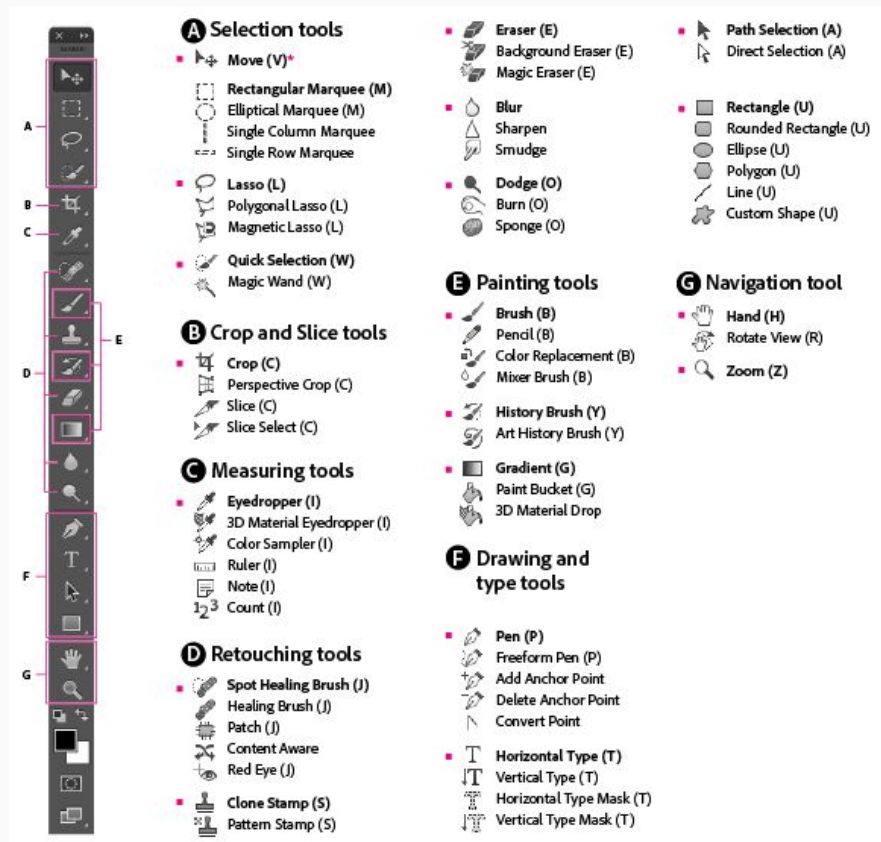 A
B
C
D
E
F
G
A Selection tools
Move (V)*
Rectangular Marquee (M)
Elliptical Marquee (M)
Single Column Marquee
Single Row Marquee
Lasso (L)
Polygonal Lasso (L)
Magnetic Lasso (L)
Quick Selection (W)
Magic Wand (W)
B Crop and Slice tools
Crop (C)
Perspective Crop (C)
Slice (C)
Slice Select (C)
C Measuring tools
Eyedropper (I)
3D Material Eyedropper (I)
Color Sampler (I)
Ruler (I)
Note (I)
Count (I)
D Retouching tools
Spot Healing Brush (J)
Healing Brush (J)
Patch (J)
Content Aware
Red Eye (J)
Clone Stamp (S)
Pattern Stamp (S)
Eraser (E)
Background Eraser (E)
Magic Eraser (E)
Blur
Sharpen
Smudge
Dodge (O)
Burn (O)
Sponge (O)
E Painting tools
Brush (B)
Pencil (B)
Color Replacement (B)
Mixer Brush (B)
History Brush (Y)
Art History Brush (Y)
Gradient (G)
Paint Bucket (G)
3D Material Drop
F Drawing and
type tools
Pen (P)
Freeform Pen (P)
Add Anchor Point
Delete Anchor Point
Convert Point
Horizontal Type (T)
Vertical Type (T)
Horizontal Type Mask (T)
Vertical Type Mask (T)
Path Selection (A)
Direct Selection (A)
Rectangle (U)
Rounded Rectangle (U)
Ellipse (U)
Polygon (U)
Line (U)
Custom Shape (U)
G Navigation tool
Hand (H)
Rotate View (R)
Zoom (Z)